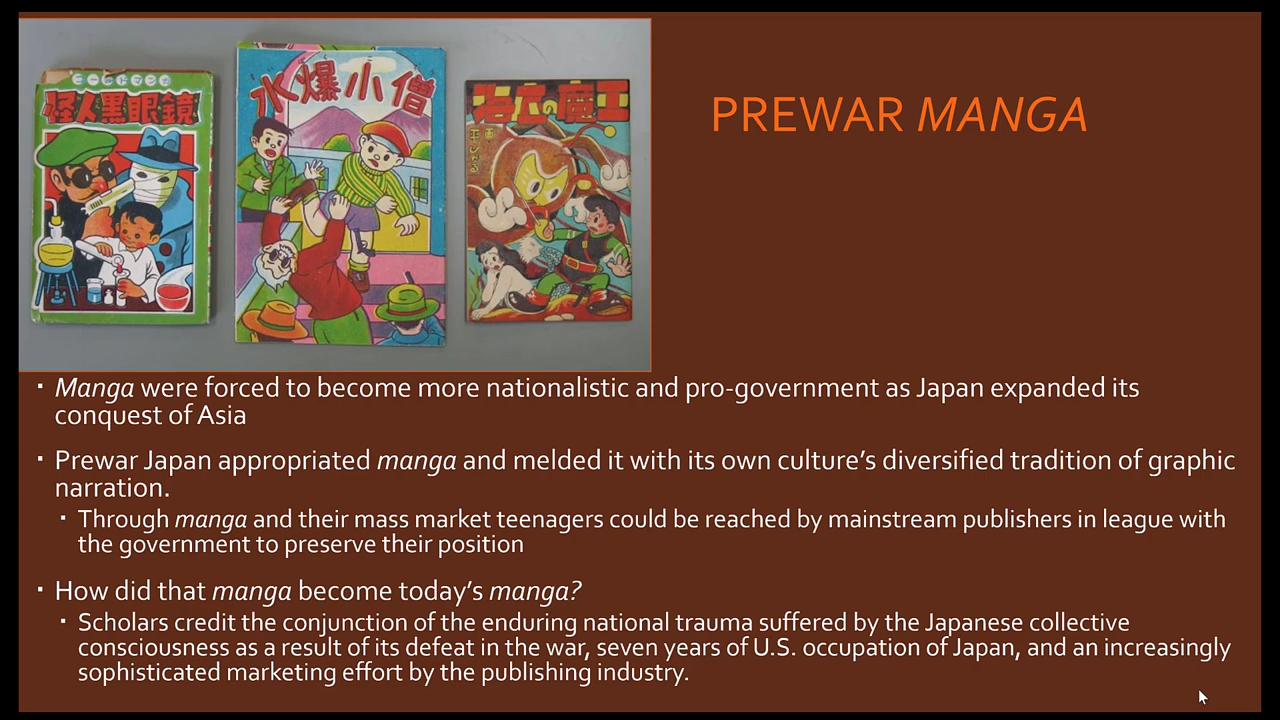 怪人黒眼鏡
水爆小僧
海底の魔王
PREWAR MANGA
▪ Manga were forced to become more nationalistic and pro-government as Japan expanded its
conquest of Asia
▪ Prewar Japan appropriated manga and melded it with its own culture’s diversified tradition of graphic
narration.
▪ Through manga and their mass market teenagers could be reached by mainstream publishers in league with
the government to preserve their position
▪ How did that manga become today’s manga?
▪ Scholars credit the conjunction of the enduring national trauma suffered by the Japanese collective
consciousness as a result of its defeat in the war, seven years of U.S. occupation of Japan, and an increasingly
sophisticated marketing effort by the publishing industry.